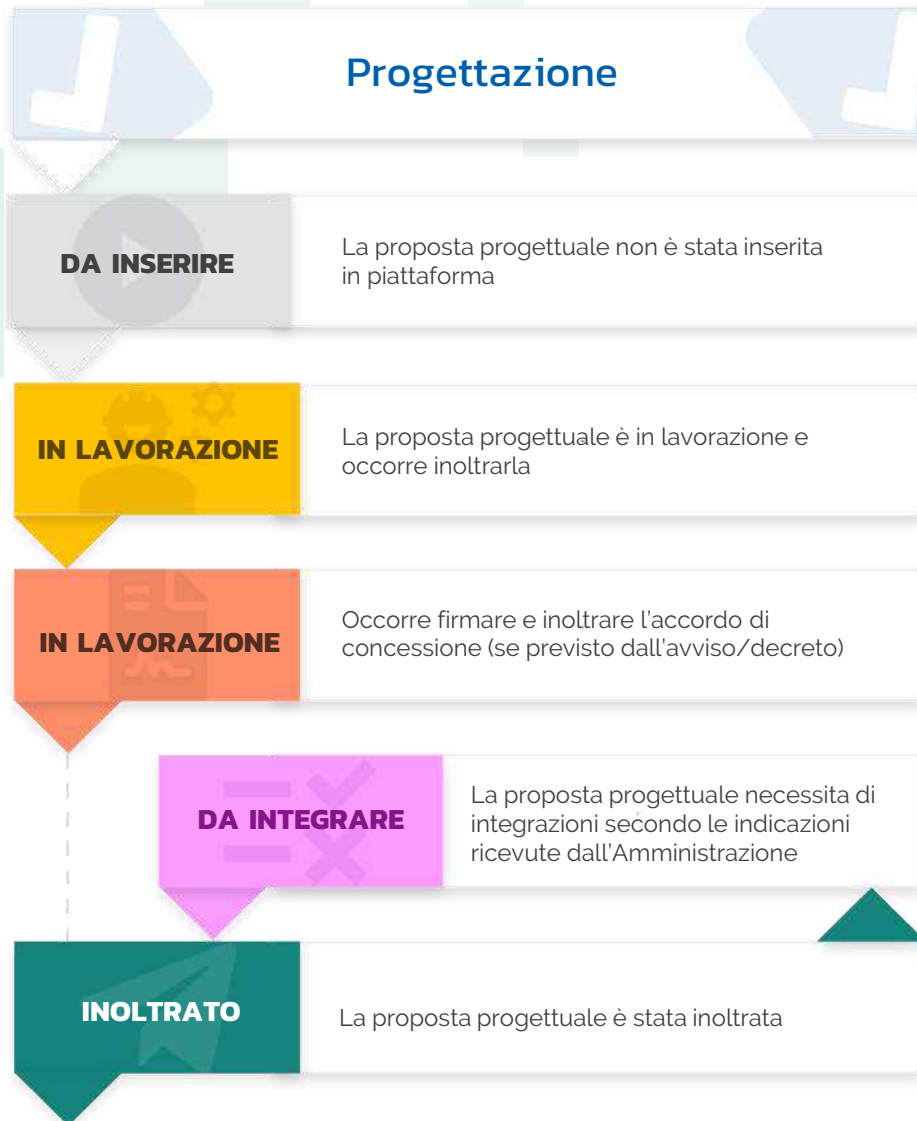 Progettazione
DA INSERIRE
La proposta progettuale non è stata inserita
in piattaforma
IN LAVORAZIONE
La proposta progettuale è in lavorazione e
occorre inoltrarla
IN LAVORAZIONE
Occorre firmare e inoltrare l'accordo di
concessione (se previsto dall'avviso/decreto)
DA INTEGRARE
La proposta progettuale necessita di
integrazioni secondo le indicazioni
ricevute dall'Amministrazione
INOLTRATO
La proposta progettuale è stata inoltrata